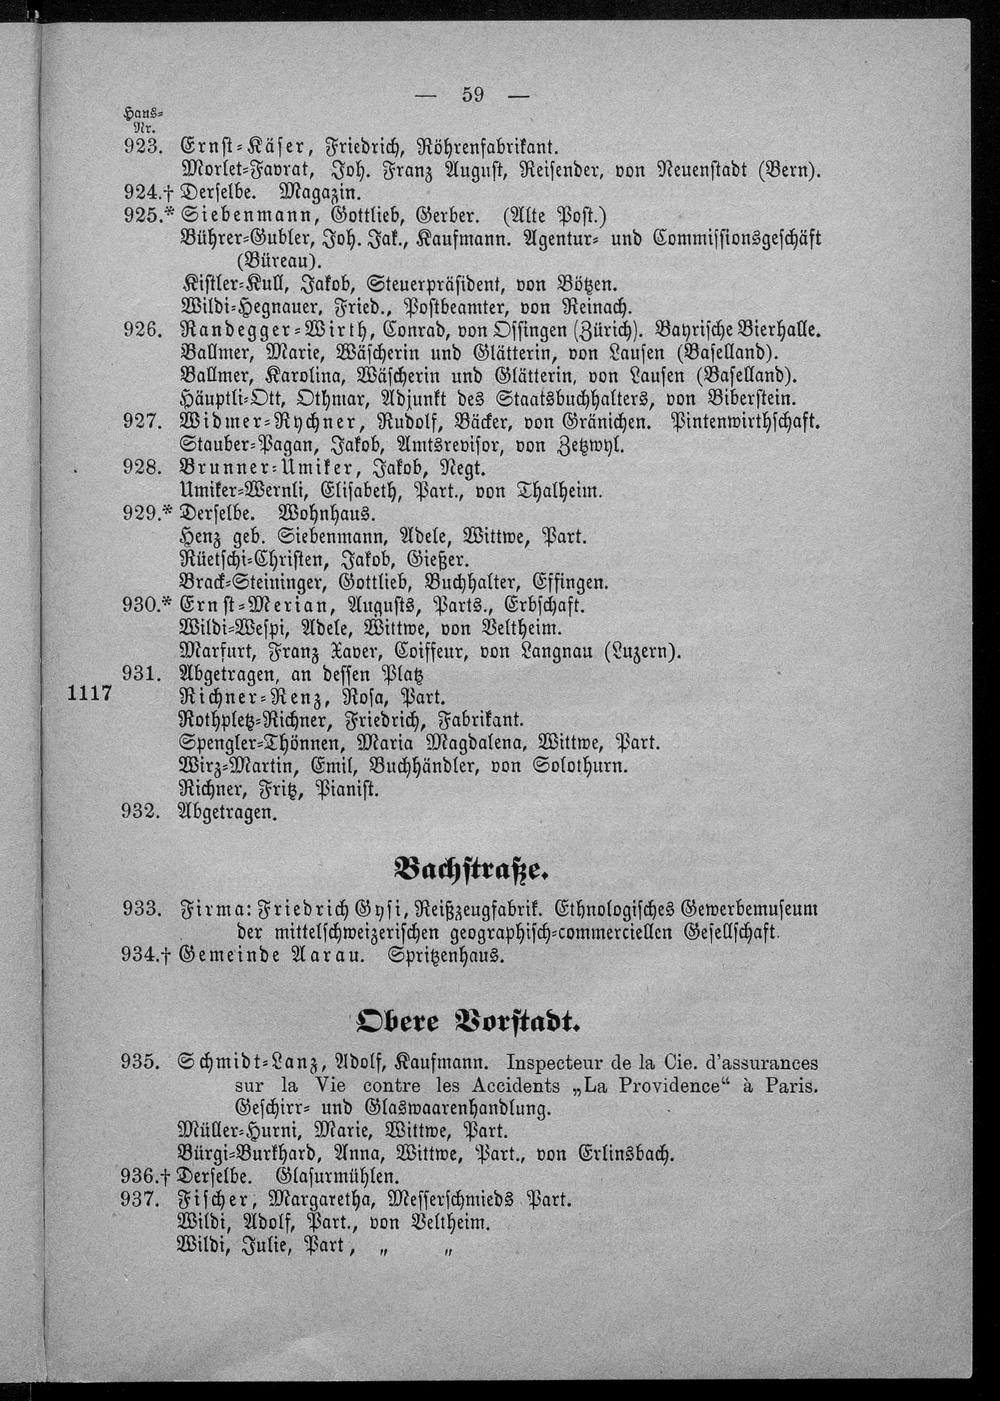 — 59 —
Haus-
Nr.
923. Ernst-Käser, Friedrich, Röhrenfabrikant.
Morlet-Favrat, Joh. Franz August, Reisender, von Neuenstadt (Bern).
924.† Derselbe. Magazin.
925.* Siebenmann, Gottlieb, Gerber. (Alte Post.)
Bührer-Gubler, Joh. Jak., Kaufmann. Agentur- und Commissionsgeschäft
(Büreau).
Kistler-Kull, Jakob, Steuerpräsident, von Bötzen.
Wildi-Hegnauer, Fried., Postbeamter, von Reinach.
926. Randegger-Wirth, Conrad, von Ossingen (Zürich). Bayrische Bierhalle.
Ballmer, Marie, Wäscherin und Glätterin, von Lausen (Baselland).
Ballmer, Karolina, Wäscherin und Glätterin, von Lausen (Baselland).
Häuptli-Ott, Othmar, Adjunkt des Staatsbuchhalters, von Biberstein.
927. Widmer-Rychner, Rudolf, Bäcker, von Gränichen. Pintenwirthschaft.
Stauber-Pagan, Jakob, Amtsrevisor, von Zetzwyl.
928. Brunner-Umiker, Jakob, Negt.
Umiker-Wernli, Elisabeth, Part., von Thalheim.
929.* Derselbe. Wohnhaus.
Henz geb. Siebenmann, Adele, Wittwe, Part.
Rüetschi-Christen, Jakob, Gießer.
Brack-Steininger, Gottlieb, Buchhalter, Effingen.
930.* Ernst-Merian, Augusts, Parts., Erbschaft.
Wildi-Wespi, Adele, Wittwe, von Veltheim.
Marfurt, Franz Xaver, Coiffeur, von Langnau (Luzern).
931. Abgetragen, an dessen Platz
1117 Richner-Renz, Rosa, Part.
Rothpletz-Richner, Friedrich, Fabrikant.
Spengler-Thönnen, Maria Magdalena, Wittwe, Part.
Wirz-Martin, Emil, Buchhändler, von Solothurn.
Richner, Fritz, Pianist.
932. Abgetragen.
Bachstraße.
933. Firma: Friedrich Gysi, Reißzeugfabrik. Ethnologisches Gewerbemuseum
der mittelschweizerischen geographisch-commerciellen Gesellschaft.
934.† Gemeinde Aarau. Spritzenhaus.
Obere Vorstadt.
935. Schmidt-Lanz, Adolf, Kaufmann. Inspecteur de la Cie. d'assurances
sur la Vie contre les Accidents „La Providence“ à Paris.
Geschirr- und Glaswaarenhandlung.
Müller-Hurni, Marie, Wittwe, Part.
Bürgi-Burkhard, Anna, Wittwe, Part., von Erlinsbach.
936.† Derselbe. Glasurmühlen.
937. Fischer, Margaretha, Messerschmieds Part.
Wildi, Adolf, Part., von Veltheim.
Wildi, Julie, Part, „ „